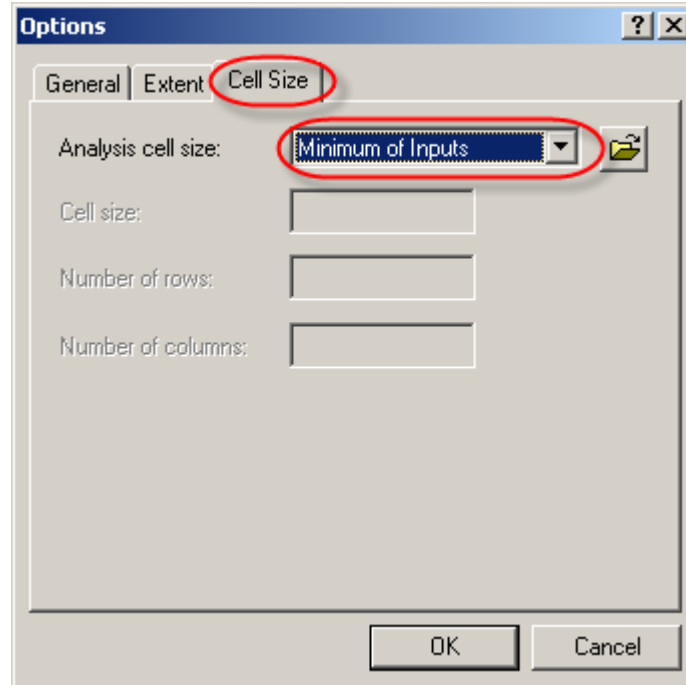 Options
General Extent Cell Size
Analysis cell size: Minimum of Inputs
Cell size:
Number of rows:
Number of columns:
OK Cancel